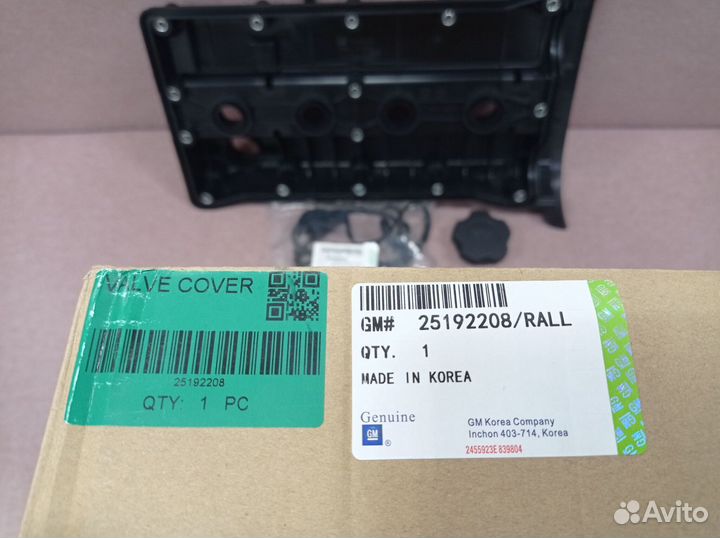 VALVE COVER
25192208
QTY: 1 PC
GM# 25192208/RALL
QTY. 1
MADE IN KOREA
Genuine
GM
®
GM Korea Company
Inchon 403-714, Korea
2455923E 839804
Avito